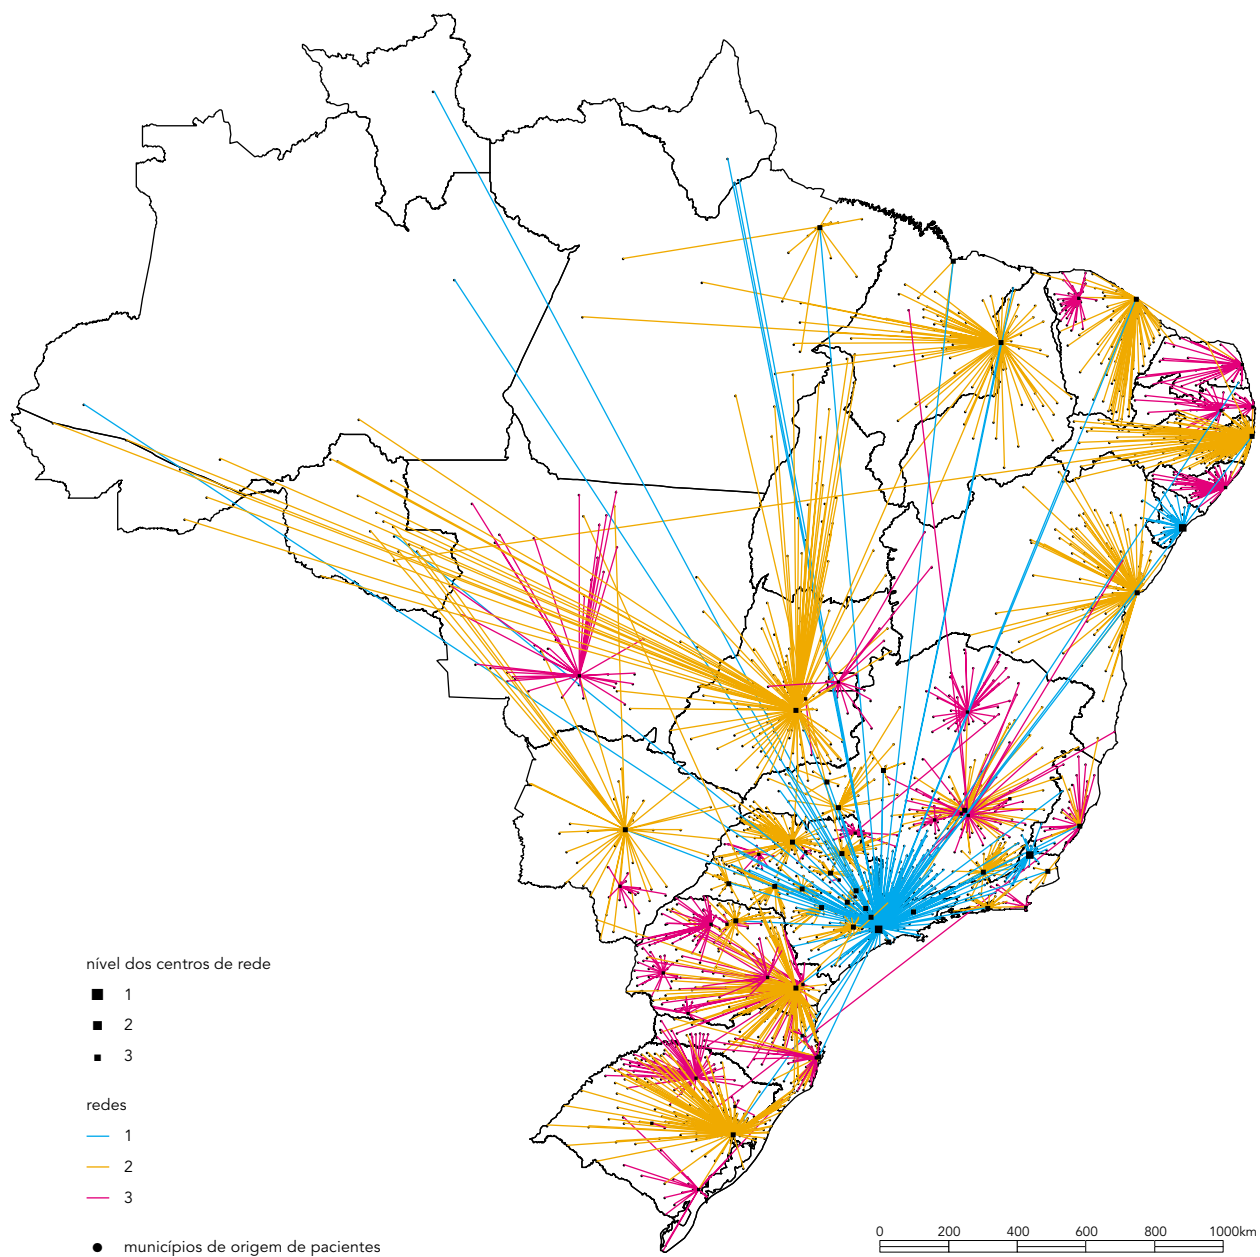 nível dos centros de rede
1
2
3
redes
1
2
3
municípios de origem de pacientes
0 200 400 600 800 1000km